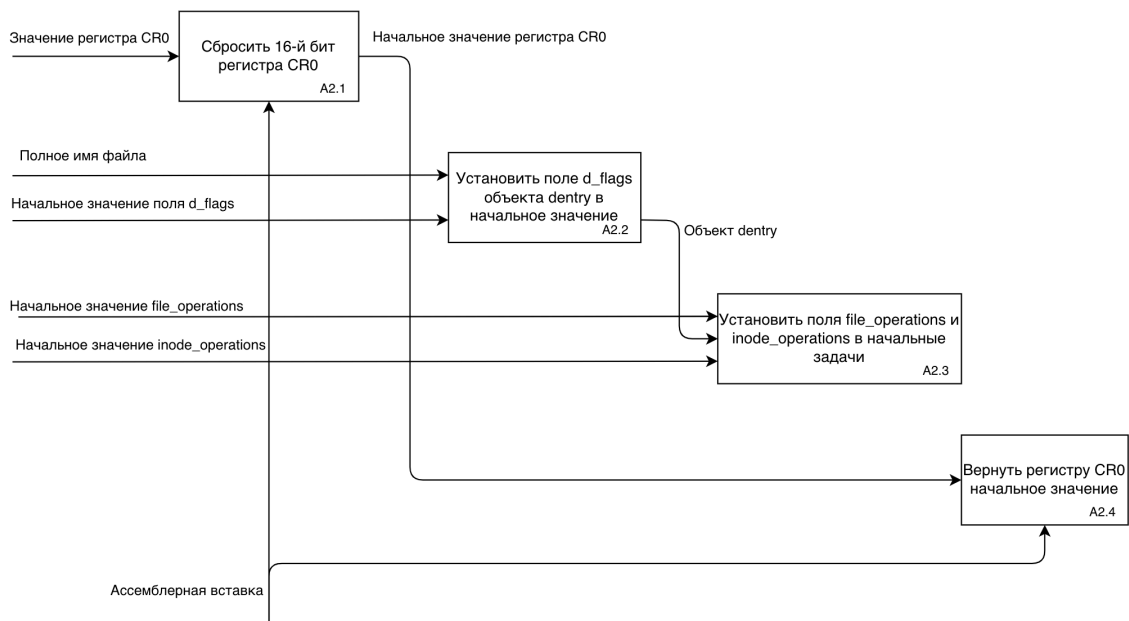 Значение регистра CR0
Сбросить 16-й бит
регистра CR0
A2.1
Начальное значение регистра CR0
Полное имя файла
Начальное значение поля d_flags
Установить поле d_flags
объекта dentry в
начальное значение
A2.2
Объект dentry
Начальное значение file_operations
Начальное значение inode_operations
Установить поля file_operations и
inode_operations в начальные
задачи
A2.3
Вернуть регистру CR0
начальное значение
A2.4
Ассемблерная вставка